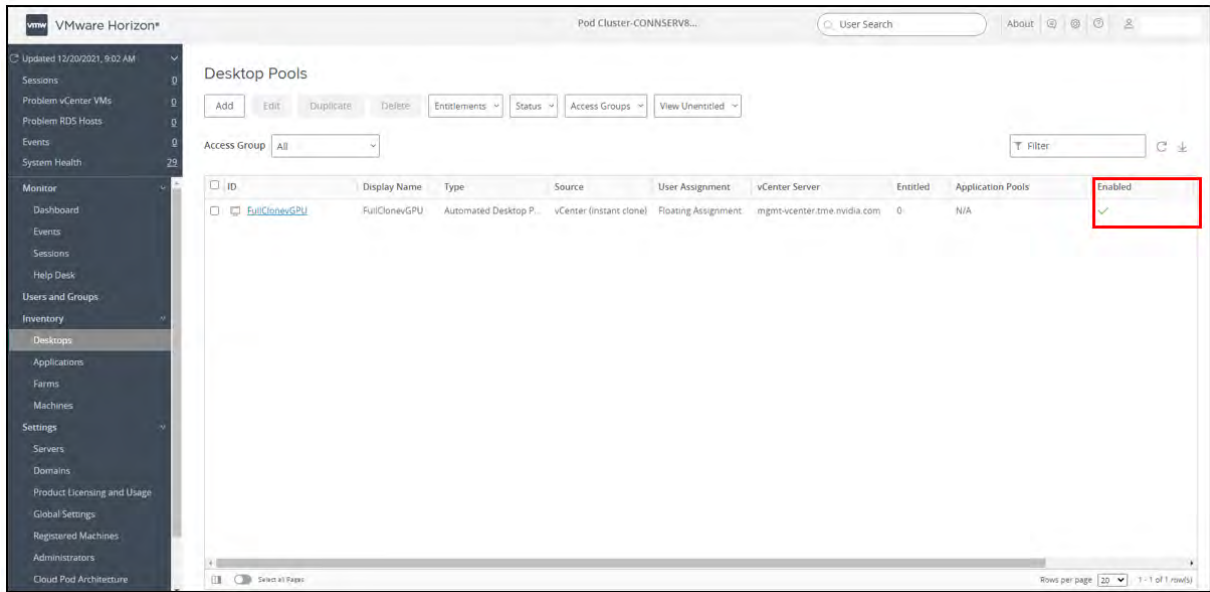 vmw VMware Horizon® Pod Cluster-CONNSERV8... User Search About
Updated 12/20/2021, 9:02 AM
Sessions 0
Problem vCenter VMs 0
Problem RDS Hosts 0
Events 0
System Health 29
Monitor
Dashboard
Events
Sessions
Help Desk
Users and Groups
Inventory
Desktops
Applications
Farms
Machines
Settings
Servers
Domains
Product Licensing and Usage
Global Settings
Registered Machines
Administrators
Cloud Pod Architecture
Desktop Pools
Add Edit Duplicate Delete Entitlements Status Access Groups View Unentitled
Access Group All Filter
ID Display Name Type Source User Assignment vCenter Server Entitled Application Pools Enabled
FullClonevGPU FullClonevGPU Automated Desktop P... vCenter (instant clone) Floating Assignment mgmt-vcenter.tme.nvidia.com 0 N/A
Select all Pages Rows per page 20 1 - 1 of 1 row(s)